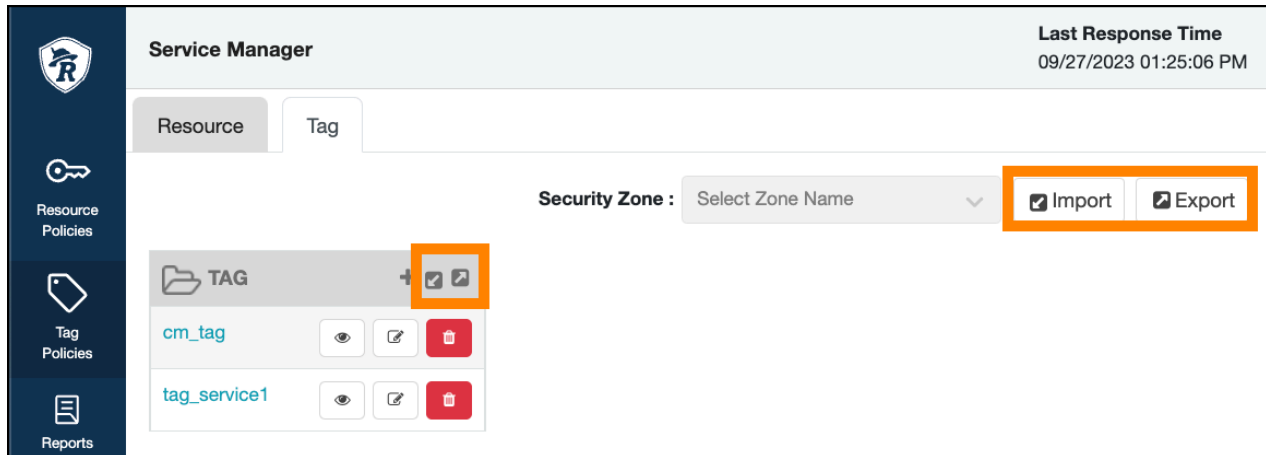 Service Manager
Last Response Time
09/27/2023 01:25:06 PM
Resource
Tag
Resource
Policies
Security Zone :
Select Zone Name
Import
Export
TAG
Tag
Policies
cm_tag
tag_service1
Reports
R